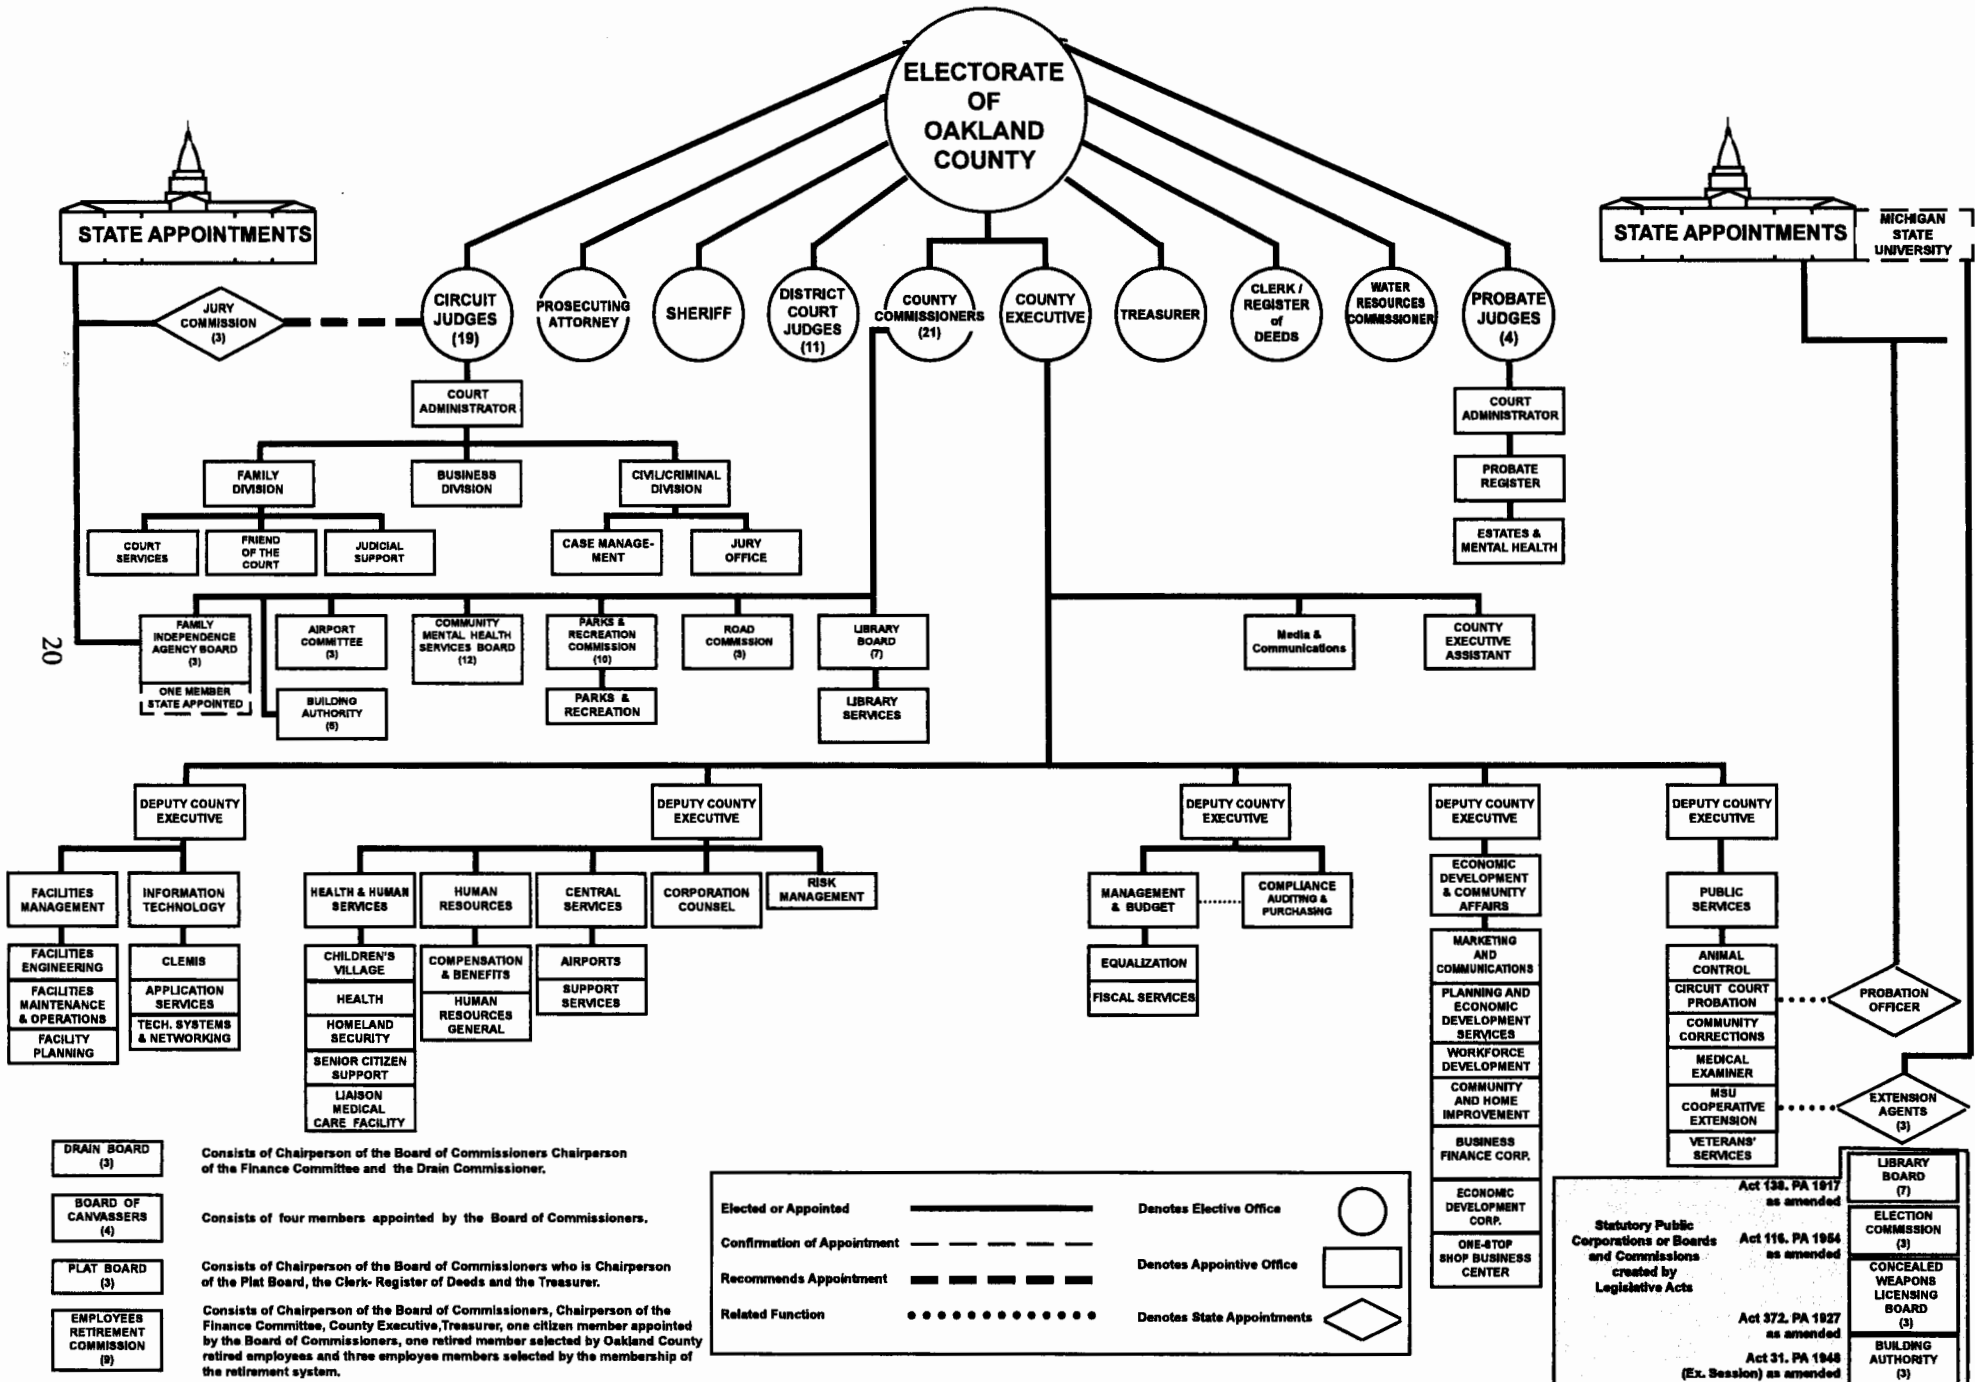 ELECTORATE
OF
OAKLAND
COUNTY
STATE APPOINTMENTS
STATE APPOINTMENTS
MICHIGAN
STATE
UNIVERSITY
JURY
COMMISSION
(3)
CIRCUIT
JUDGES
(19)
PROSECUTING
ATTORNEY
SHERIFF
DISTRICT
COURT
JUDGES
(11)
COUNTY
COMMISSIONERS
(21)
COUNTY
EXECUTIVE
TREASURER
CLERK /
REGISTER
of
DEEDS
WATER
RESOURCES
COMMISSIONER
PROBATE
JUDGES
(4)
COURT
ADMINISTRATOR
COURT
ADMINISTRATOR
FAMILY
DIVISION
BUSINESS
DIVISION
CIVIL/CRIMINAL
DIVISION
PROBATE
REGISTER
COURT
SERVICES
FRIEND
OF THE
COURT
JUDICIAL
SUPPORT
CASE MANAGE-
MENT
JURY
OFFICE
ESTATES &
MENTAL HEALTH
20
FAMILY
INDEPENDENCE
AGENCY BOARD
(3)
ONE MEMBER
STATE APPOINTED
AIRPORT
COMMITTEE
(3)
BUILDING
AUTHORITY
(5)
COMMUNITY
MENTAL HEALTH
SERVICES BOARD
(12)
PARKS &
RECREATION
COMMISSION
(10)
PARKS &
RECREATION
ROAD
COMMISSION
(3)
LIBRARY
BOARD
(7)
LIBRARY
SERVICES
Media &
Communications
COUNTY
EXECUTIVE
ASSISTANT
DEPUTY COUNTY
EXECUTIVE
DEPUTY COUNTY
EXECUTIVE
DEPUTY COUNTY
EXECUTIVE
DEPUTY COUNTY
EXECUTIVE
DEPUTY COUNTY
EXECUTIVE
FACILITIES
MANAGEMENT
FACILITIES
ENGINEERING
FACILITIES
MAINTENANCE
& OPERATIONS
FACILITY
PLANNING
INFORMATION
TECHNOLOGY
CLEMIS
APPLICATION
SERVICES
TECH. SYSTEMS
& NETWORKING
HEALTH & HUMAN
SERVICES
CHILDREN'S
VILLAGE
HEALTH
HOMELAND
SECURITY
SENIOR CITIZEN
SUPPORT
LIAISON
MEDICAL
CARE FACILITY
HUMAN
RESOURCES
COMPENSATION
& BENEFITS
HUMAN
RESOURCES
GENERAL
CENTRAL
SERVICES
AIRPORTS
SUPPORT
SERVICES
CORPORATION
COUNSEL
RISK
MANAGEMENT
MANAGEMENT
& BUDGET
EQUALIZATION
FISCAL SERVICES
COMPLIANCE
AUDITING &
PURCHASING
ECONOMIC
DEVELOPMENT
& COMMUNITY
AFFAIRS
MARKETING
AND
COMMUNICATIONS
PLANNING AND
ECONOMIC
DEVELOPMENT
SERVICES
WORKFORCE
DEVELOPMENT
COMMUNITY
AND HOME
IMPROVEMENT
BUSINESS
FINANCE CORP.
ECONOMIC
DEVELOPMENT
CORP.
ONE-STOP
SHOP BUSINESS
CENTER
PUBLIC
SERVICES
ANIMAL
CONTROL
CIRCUIT COURT
PROBATION
COMMUNITY
CORRECTIONS
MEDICAL
EXAMINER
MSU
COOPERATIVE
EXTENSION
VETERANS'
SERVICES
PROBATION
OFFICER
EXTENSION
AGENTS
(3)
DRAIN BOARD
(3)
Consists of Chairperson of the Board of Commissioners Chairperson
of the Finance Committee and the Drain Commissioner.
BOARD OF
CANVASSERS
(4)
Consists of four members appointed by the Board of Commissioners.
PLAT BOARD
(3)
Consists of Chairperson of the Board of Commissioners who is Chairperson
of the Plat Board, the Clerk- Register of Deeds and the Treasurer.
EMPLOYEES
RETIREMENT
COMMISSION
(9)
Consists of Chairperson of the Board of Commissioners, Chairperson of the
Finance Committee, County Executive,Treasurer, one citizen member appointed
by the Board of Commissioners, one retired member selected by Oakland County
retired employees and three employee members selected by the membership of
the retirement system.
Elected or Appointed
Confirmation of Appointment
Recommends Appointment
Related Function
Denotes Elective Office
Denotes Appointive Office
Denotes State Appointments
Statutory Public
Corporations or Boards
and Commissions
created by
Legislative Acts
Act 138. PA 1917
as amended
LIBRARY
BOARD
(7)
Act 116. PA 1954
as amended
ELECTION
COMMISSION
(3)
Act 372. PA 1927
as amended
CONCEALED
WEAPONS
LICENSING
BOARD
(3)
Act 31. PA 1948
(Ex. Session) as amended
BUILDING
AUTHORITY
(3)